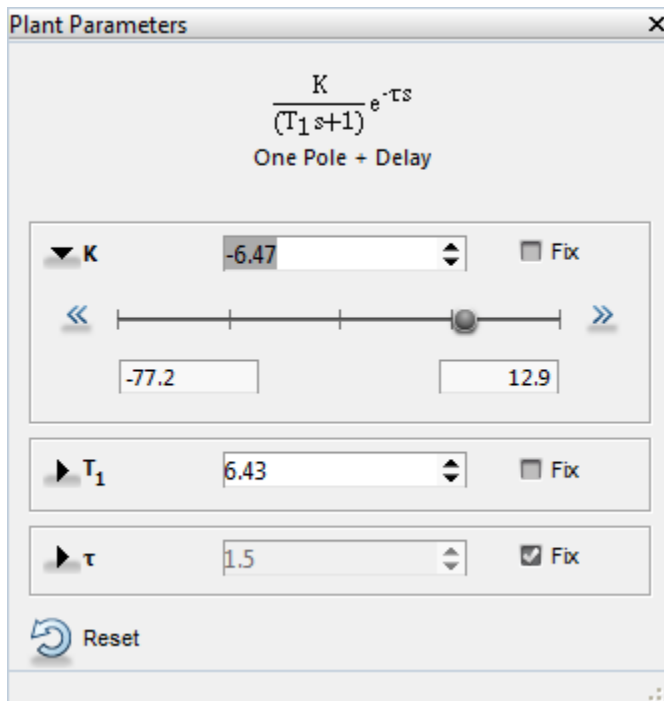 Plant Parameters
K
(T1s+1) e-τs
One Pole + Delay
K -6.47 Fix
-77.2 12.9
T1 6.43 Fix
τ 1.5 Fix
Reset